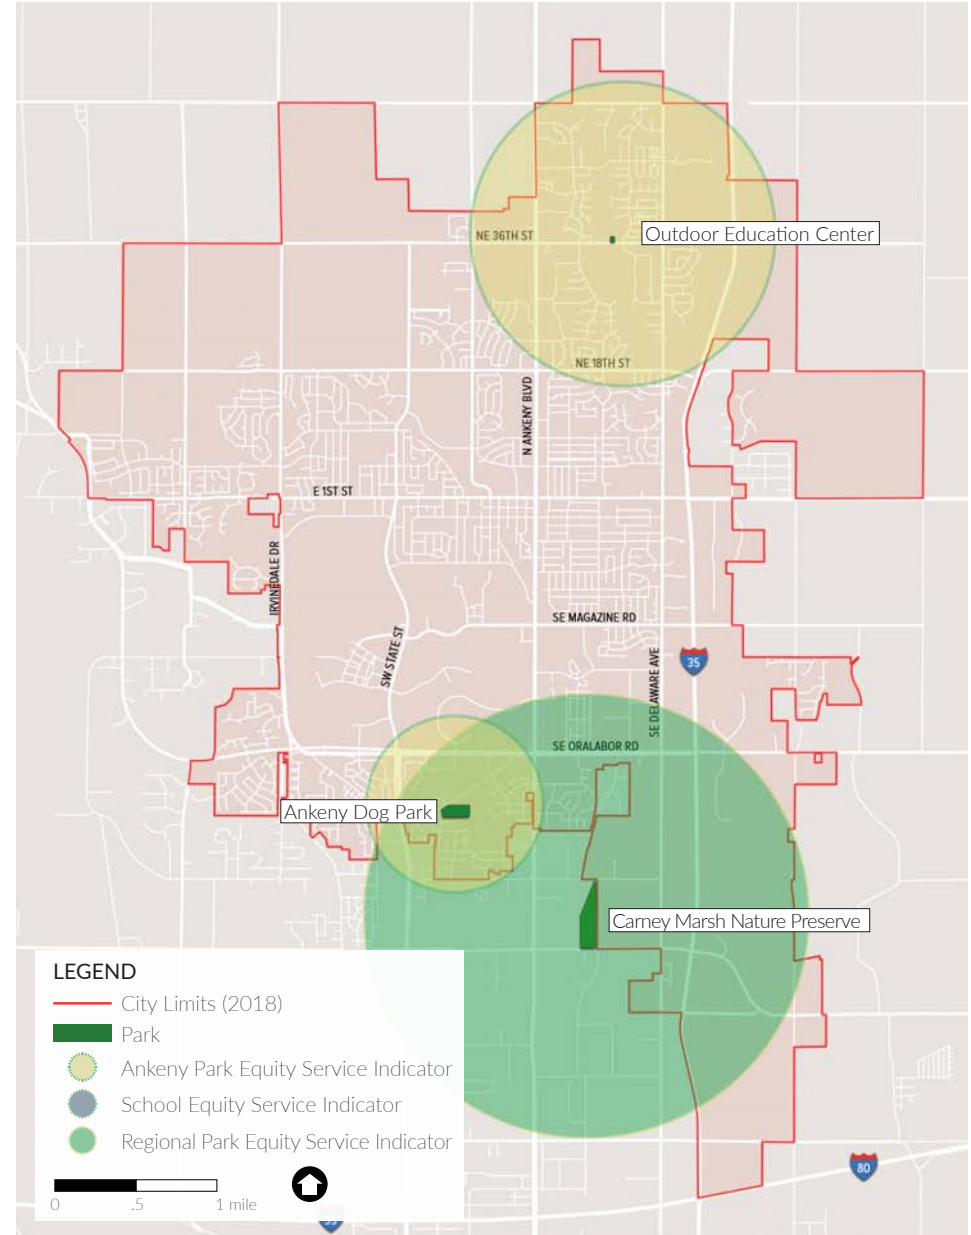 Outdoor Education Center
NE 36TH ST
NE 18TH ST
N ANKENY BLVD
E 1ST ST
IRVINEDALE DR
SE MAGAZINE RD
SW STATE ST
SE DELAWARE AVE
35
SE ORALABOR RD
Ankeny Dog Park
Carney Marsh Nature Preserve
LEGEND
City Limits (2018)
Park
Ankeny Park Equity Service Indicator
School Equity Service Indicator
Regional Park Equity Service Indicator
0 .5 1 mile
80